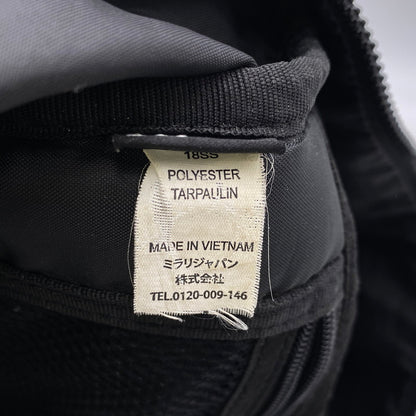 18SS
POLYESTER
TARPAULIN
MADE IN VIETNAM
ミラリジャパン
株式会社
TEL.0120-009-146